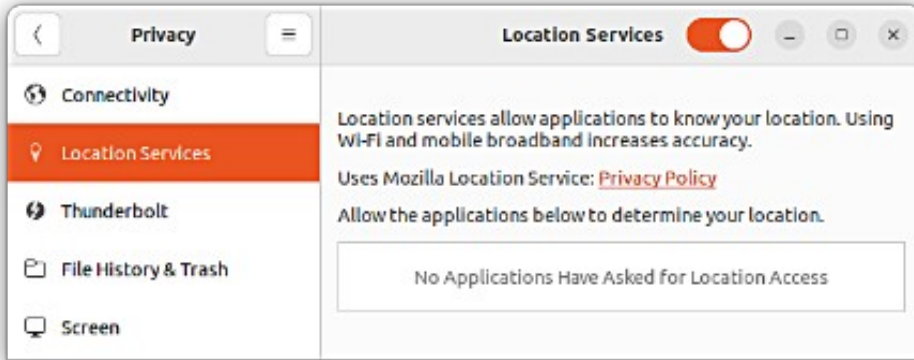 Privacy
Location Services
Connectivity
Location Services
Thunderbolt
File History & Trash
Screen
Location services allow applications to know your location. Using
Wi-Fi and mobile broadband increases accuracy.
Uses Mozilla Location Service: Privacy Policy
Allow the applications below to determine your location.
No Applications Have Asked for Location Access